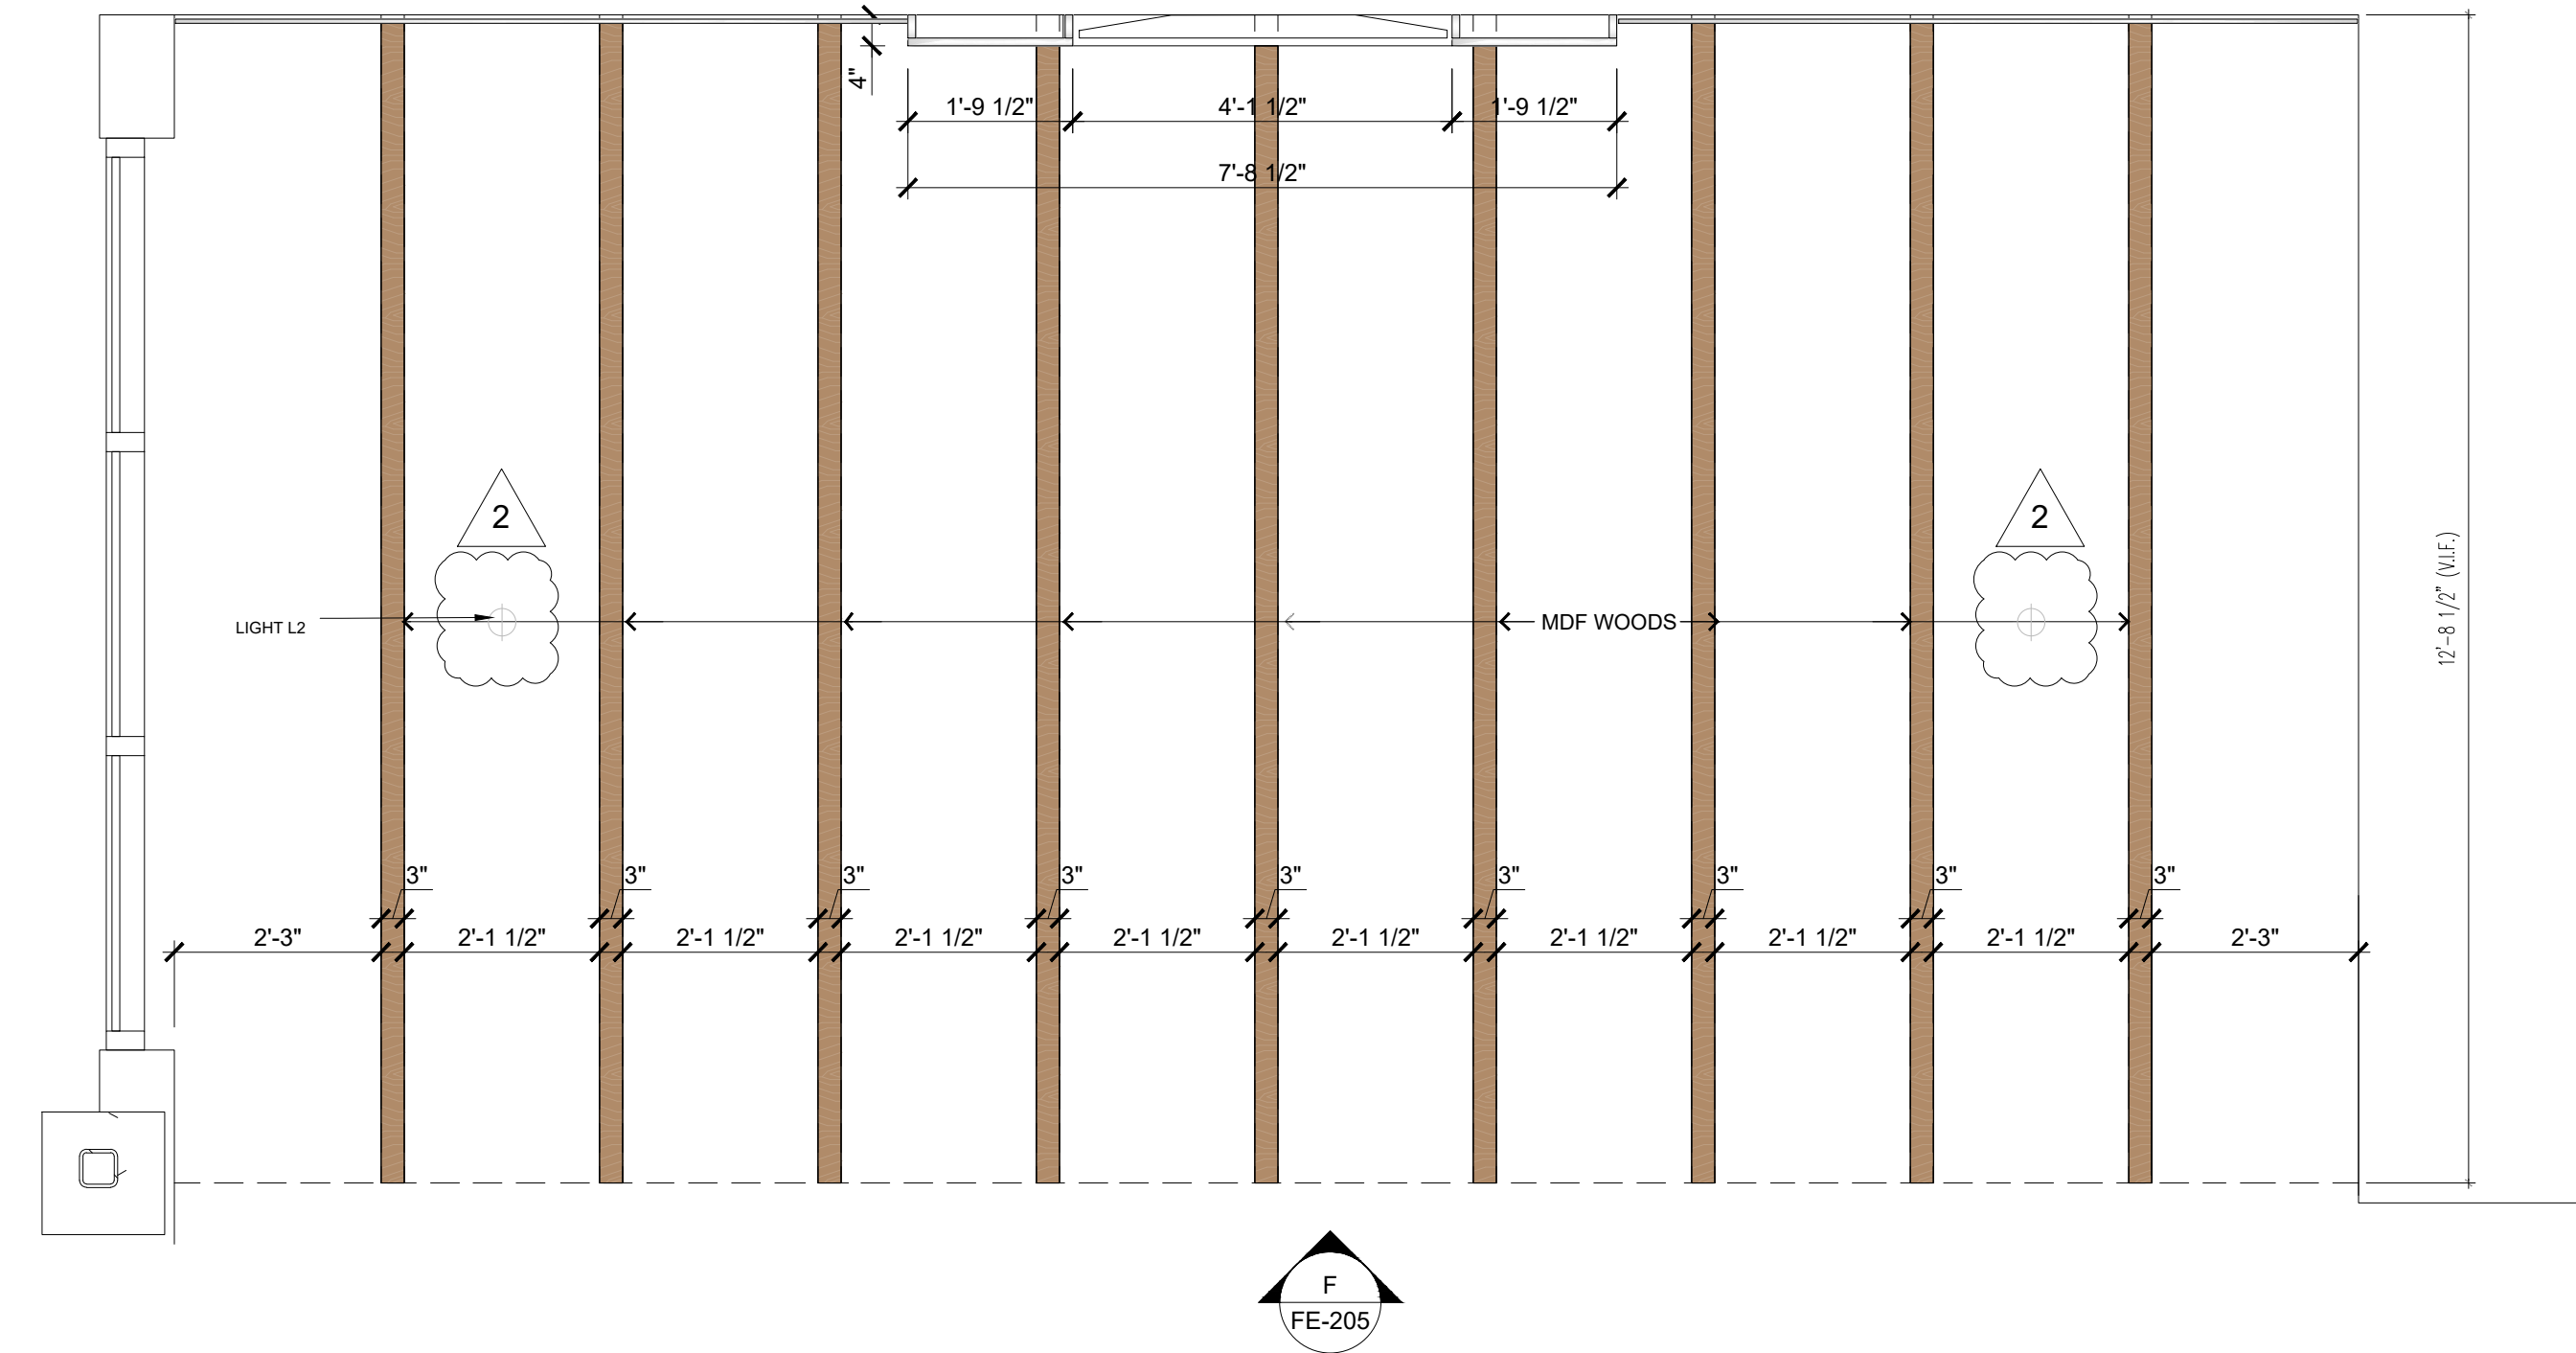 4"
1'-9 1/2" 4'-1 1/2" 1'-9 1/2"
7'-8 1/2"
2 2
12'-8 1/2" (V.I.F.)
LIGHT L2 MDF WOODS
3" 3" 3" 3" 3" 3" 3" 3" 3"
2'-3" 2'-1 1/2" 2'-1 1/2" 2'-1 1/2" 2'-1 1/2" 2'-1 1/2" 2'-1 1/2" 2'-1 1/2" 2'-1 1/2" 2'-3"
F
FE-205